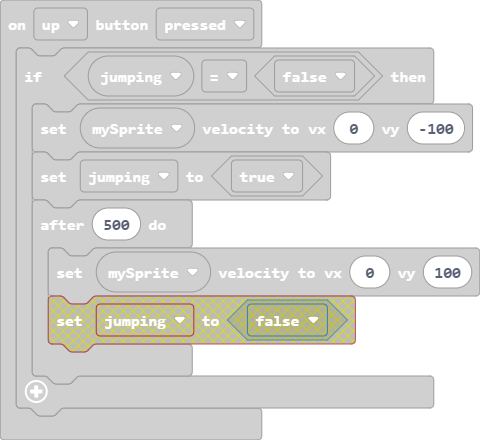 on up button pressed
if jumping = false then
set mySprite velocity to vx 0 vy -100
set jumping to true
after 500 do
set mySprite velocity to vx 0 vy 100
set jumping to false